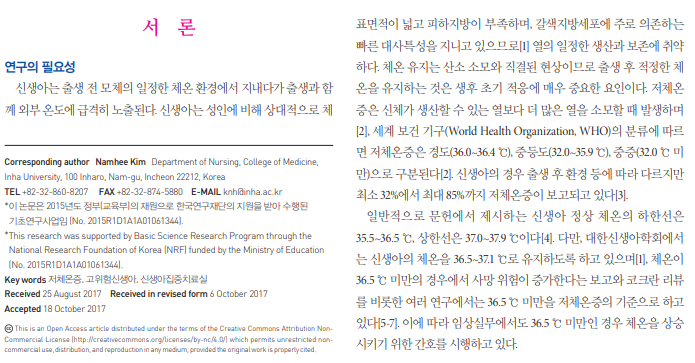 서 론
연구의 필요성
신생아는 출생 전 모체의 일정한 체온 환경에서 지내다가 출생과 함
께 외부 온도에 급격히 노출된다. 신생아는 성인에 비해 상대적으로 체
Corresponding author Namhee Kim Department of Nursing, College of Medicine,
Inha University, 100 Inharo, Nam-gu, Incheon 22212, Korea
TEL +82-32-860-8207 FAX +82-32-874-5880 E-MAIL knh@inha.ac.kr
*이 논문은 2015년도 정부(교육부)의 재원으로 한국연구재단의 지원을 받아 수행된
기초연구사업임 (No. 2015R1D1A1A01061344).
*This research was supported by Basic Science Research Program through the
National Research Foundation of Korea (NRF) funded by the Ministry of Education
(No. 2015R1D1A1A01061344).
Key words 저체온증, 고위험신생아, 신생아집중치료실
Received 25 August 2017 Received in revised form 6 October 2017
Accepted 18 October 2017
This is an Open Access article distributed under the terms of the Creative Commons Attribution Non-
Commercial License (http://creativecommons.org/licenses/by-nc/4.0/) which permits unrestricted non-
commercial use, distribution, and reproduction in any medium, provided the original work is properly cited.
표면적이 넓고 피하지방이 부족하며, 갈색지방세포에 주로 의존하는
빠른 대사특성을 지니고 있으므로[1] 열의 일정한 생산과 보존에 취약
하다. 체온 유지는 산소 소모와 직결된 현상이므로 출생 후 적정한 체
온을 유지하는 것은 생후 초기 적응에 매우 중요한 요인이다. 저체온
증은 신체가 생산할 수 있는 열보다 더 많은 열을 소모할 때 발생하며
[2], 세계 보건 기구(World Health Organization, WHO)의 분류에 따르
면 저체온증은 경도(36.0~36.4 ℃), 중등도(32.0~35.9 ℃), 중증(32.0 ℃ 미
만)으로 구분된다[2]. 신생아의 경우 출생 후 환경 등에 따라 다르지만
최소 32%에서 최대 85%까지 저체온증이 보고되고 있다[3].
일반적으로 문헌에서 제시하는 신생아 정상 체온의 하한선은
35.5~36.5 ℃, 상한선은 37.0~37.9 ℃이다[4]. 다만, 대한신생아학회에서
는 신생아의 체온을 36.5~37.1 ℃로 유지하도록 하고 있으며[1], 체온이
36.5 ℃ 미만의 경우에서 사망 위험이 증가한다는 보고와 코크란 리뷰
를 비롯한 여러 연구에서는 36.5 ℃ 미만을 저체온증의 기준으로 하고
있다[5-7]. 이에 따라 임상실무에서도 36.5 ℃ 미만인 경우 체온을 상승
시키기 위한 간호를 시행하고 있다.